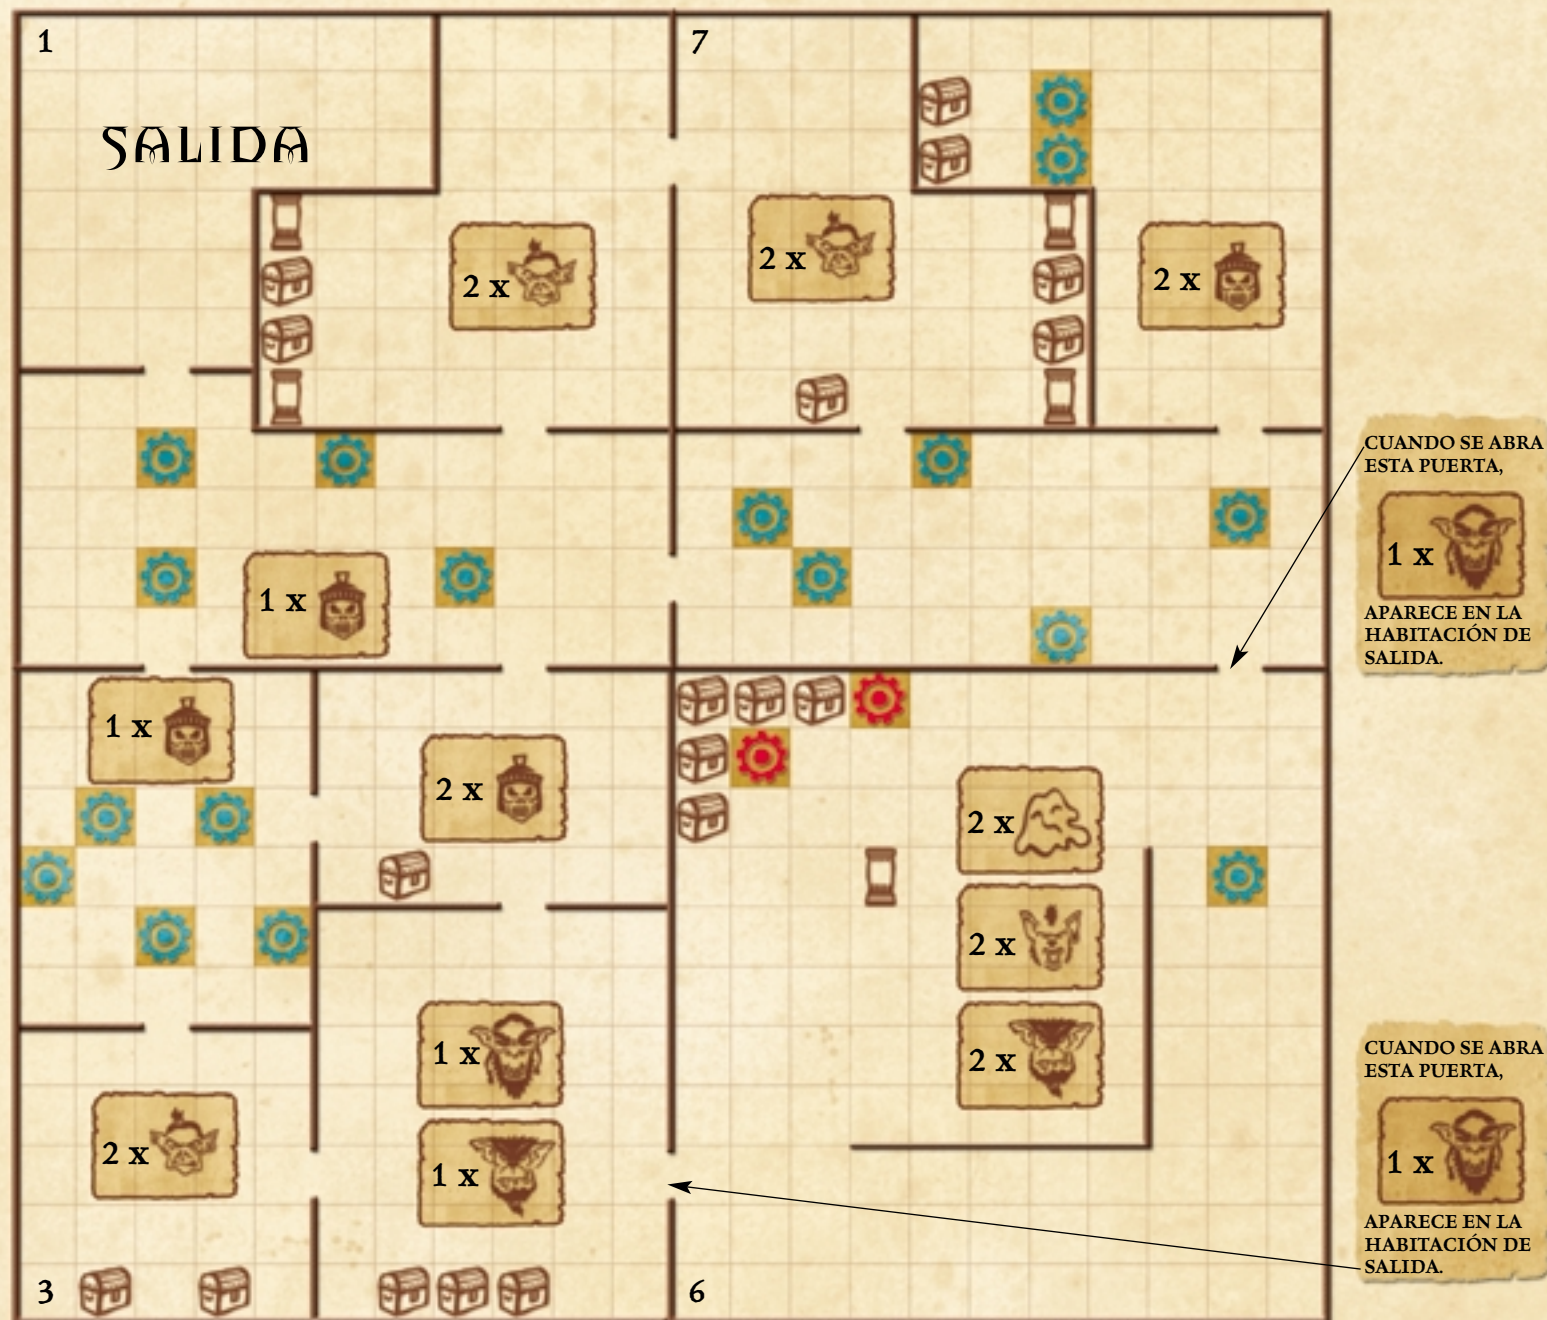 1
7
SALIDA
2 x
2 x
2 x
CUANDO SE ABRA
ESTA PUERTA,
1 x
APARECE EN LA
HABITACIÓN DE
SALIDA.
1 x
1 x
2 x
2 x
2 x
2 x
1 x
1 x
2 x
CUANDO SE ABRA
ESTA PUERTA,
1 x
APARECE EN LA
HABITACIÓN DE
SALIDA.
3
6